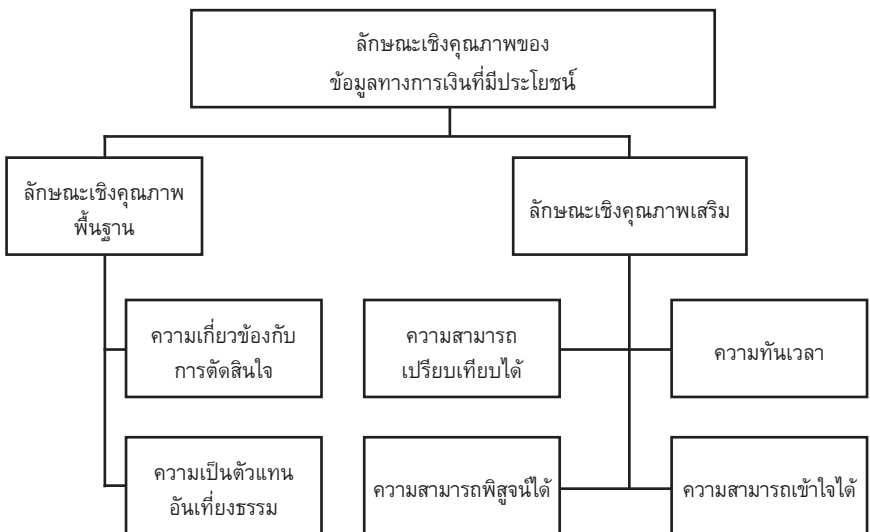 ลักษณะเชิงคุณภาพของ
ข้อมูลทางการเงินที่มีประโยชน์
ลักษณะเชิงคุณภาพ
พื้นฐาน
ลักษณะเชิงคุณภาพเสริม
ความเกี่ยวข้องกับ
การตัดสินใจ
ความสามารถ
เปรียบเทียบได้
ความทันเวลา
ความเป็นตัวแทน
อันเที่ยงธรรม
ความสามารถพิสูจน์ได้
ความสามารถเข้าใจได้